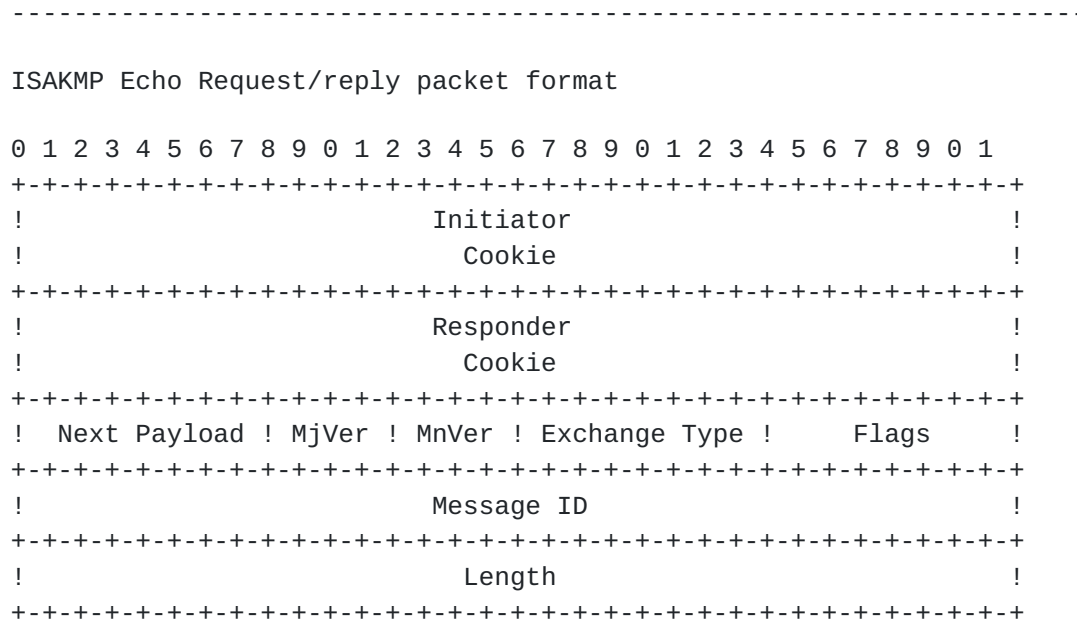 ---------------------------------------------------------------------
ISAKMP Echo Request/reply packet format
0 1 2 3 4 5 6 7 8 9 0 1 2 3 4 5 6 7 8 9 0 1 2 3 4 5 6 7 8 9 0 1
+-+-+-+-+-+-+-+-+-+-+-+-+-+-+-+-+-+-+-+-+-+-+-+-+-+-+-+-+-+-+-+-+
!                          Initiator                            !
!                            Cookie                             !
+-+-+-+-+-+-+-+-+-+-+-+-+-+-+-+-+-+-+-+-+-+-+-+-+-+-+-+-+-+-+-+-+
!                          Responder                            !
!                            Cookie                             !
+-+-+-+-+-+-+-+-+-+-+-+-+-+-+-+-+-+-+-+-+-+-+-+-+-+-+-+-+-+-+-+-+
!  Next Payload ! MjVer ! MnVer ! Exchange Type !     Flags     !
+-+-+-+-+-+-+-+-+-+-+-+-+-+-+-+-+-+-+-+-+-+-+-+-+-+-+-+-+-+-+-+-+
!                          Message ID                           !
+-+-+-+-+-+-+-+-+-+-+-+-+-+-+-+-+-+-+-+-+-+-+-+-+-+-+-+-+-+-+-+-+
!                            Length                             !
+-+-+-+-+-+-+-+-+-+-+-+-+-+-+-+-+-+-+-+-+-+-+-+-+-+-+-+-+-+-+-+-+